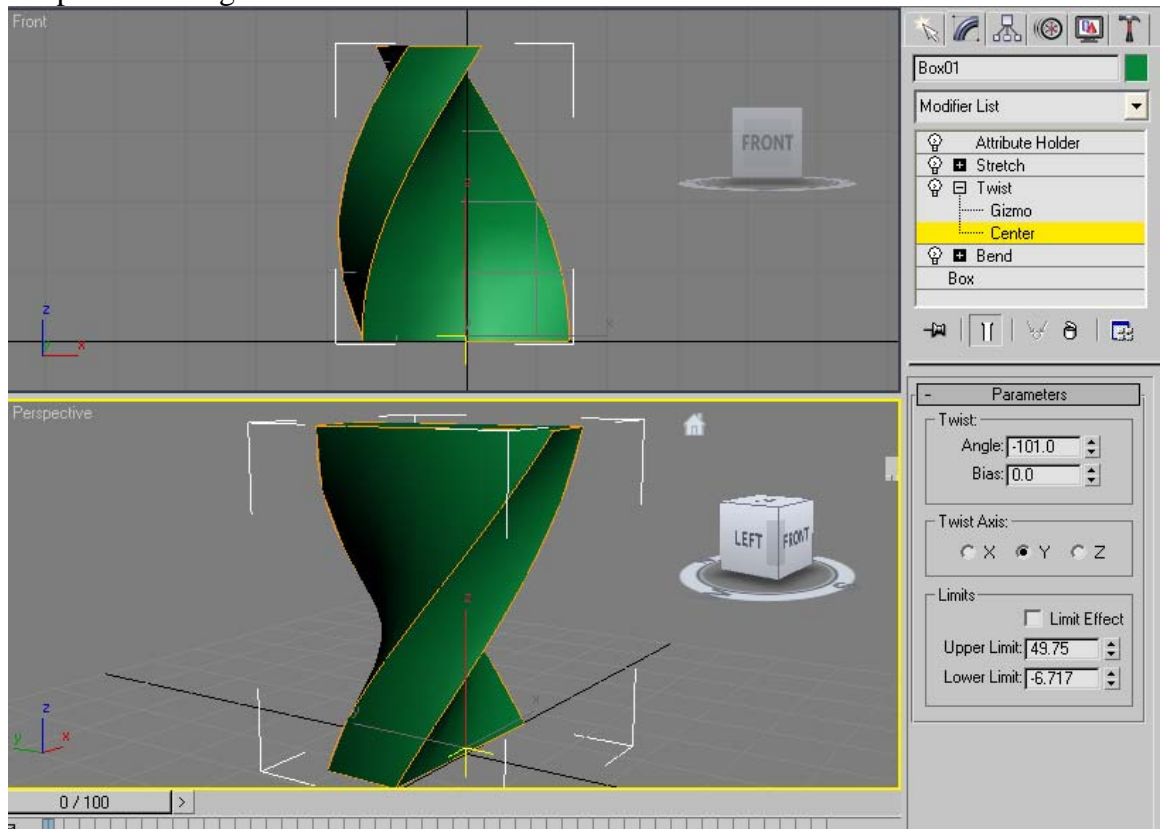 Front
FRONT
z
x
z
x
Perspective
LEFT
FRONT
z
x
z
y
x
0 / 100
>
Box01
Modifier List
Attribute Holder
Stretch
Twist
Gizmo
Center
Bend
Box
- Parameters
Twist:
Angle: -101.0
Bias: 0.0
Twist Axis:
X Y Z
Limits
Limit Effect
Upper Limit: 49.75
Lower Limit: -6.717